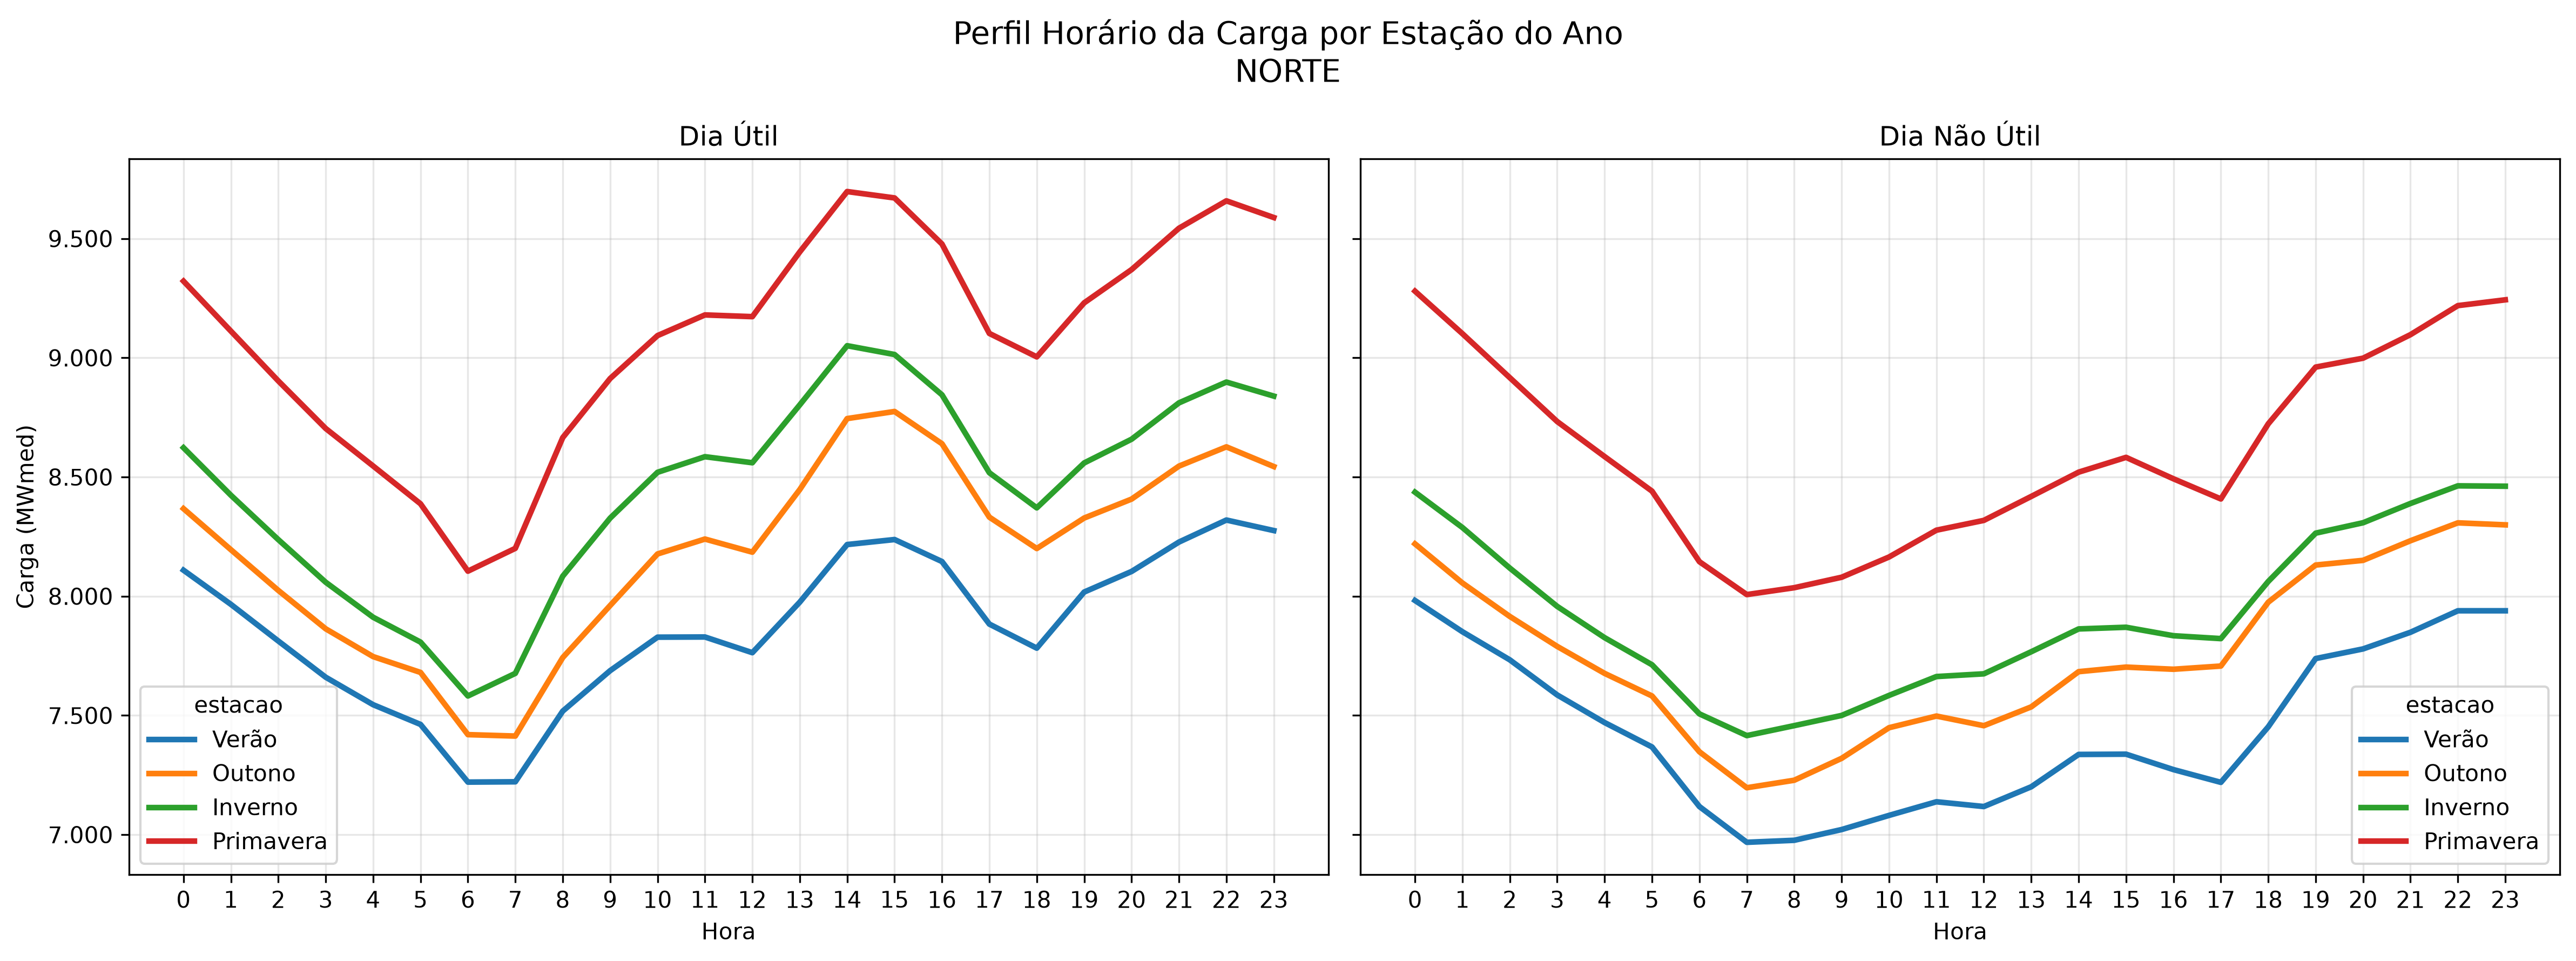 Perfil Horário da Carga por Estação do Ano
NORTE
Dia Útil
Dia Não Útil
Carga (MWmed)
9.500
9.000
8.500
8.000
7.500
7.000
estacao
Verão
Outono
Inverno
Primavera
estacao
Verão
Outono
Inverno
Primavera
0 1 2 3 4 5 6 7 8 9 10 11 12 13 14 15 16 17 18 19 20 21 22 23
0 1 2 3 4 5 6 7 8 9 10 11 12 13 14 15 16 17 18 19 20 21 22 23
Hora
Hora